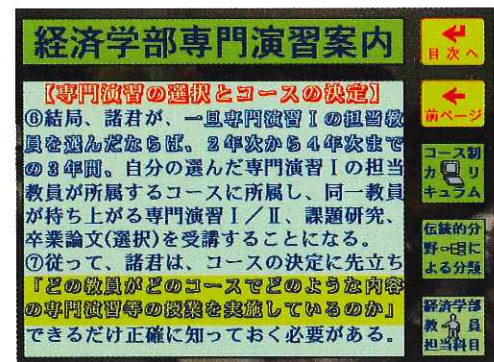 経済学部専門演習案内
【専門演習の選択とコースの決定】
⑥結局、諸君が、一旦専門演習Ⅰの担当教
員を選んだならば、2年次から4年次まで
の3年間、自分の選んだ専門演習Ⅰの担当
教員が所属するコースに所属し、同一教員
が持ち上がる専門演習Ⅰ/Ⅱ、課題研究、
卒業論文(選択)を受講することになる。
⑦従って、諸君は、コースの決定に先立ち
「どの教員がどのコースでどのような内容
の専門演習等の授業を実施しているのか」
できるだけ正確に知っておく必要がある。
目次へ
前ページ
コース制
カリ
キュラム
伝統的分
野に
よる分類
経済学部
教員
担当科目